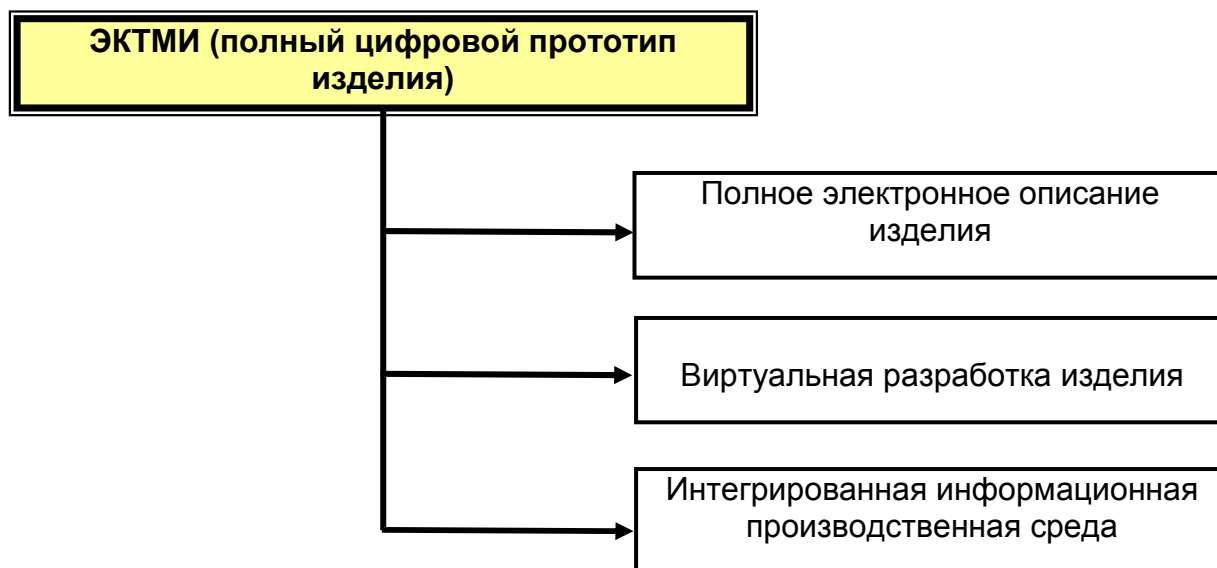 ЭКТМИ (полный цифровой прототип
изделия)
Полное электронное описание
изделия
Виртуальная разработка изделия
Интегрированная информационная
производственная среда